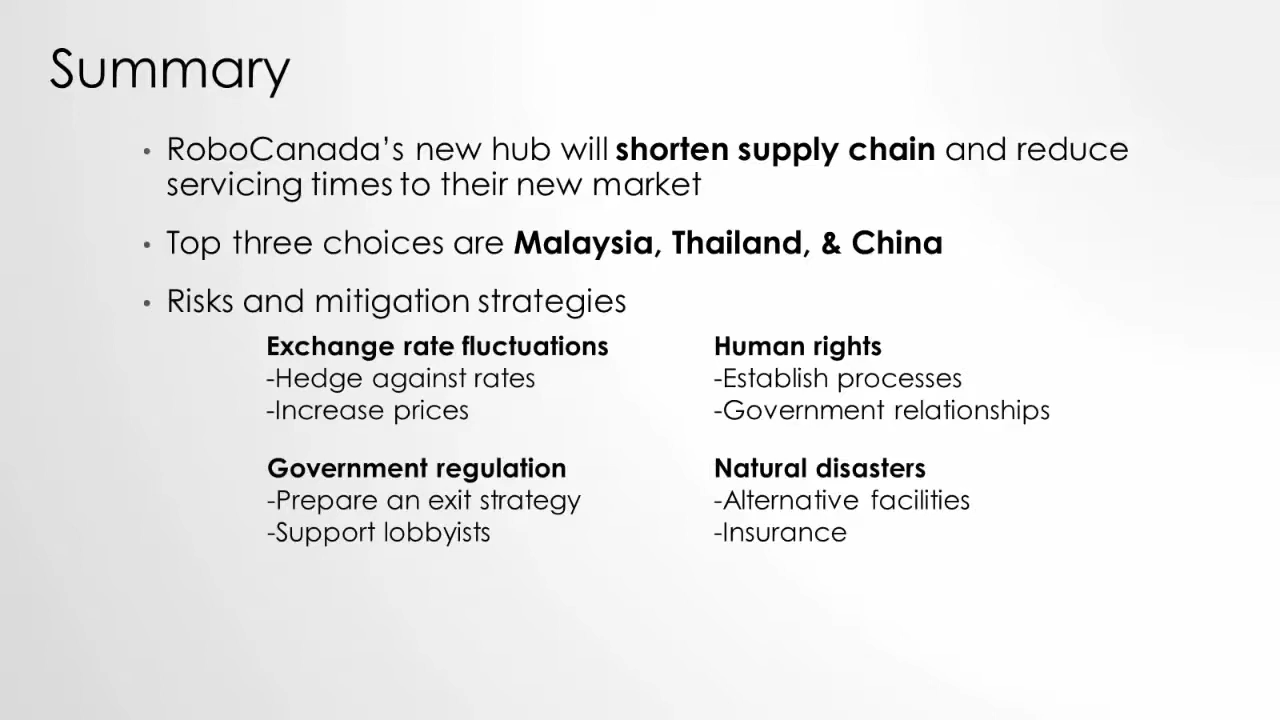 Summary
• RoboCanada’s new hub will shorten supply chain and reduce
servicing times to their new market
• Top three choices are Malaysia, Thailand, & China
• Risks and mitigation strategies
Exchange rate fluctuations
-Hedge against rates
-Increase prices
Human rights
-Establish processes
-Government relationships
Government regulation
-Prepare an exit strategy
-Support lobbyists
Natural disasters
-Alternative facilities
-Insurance